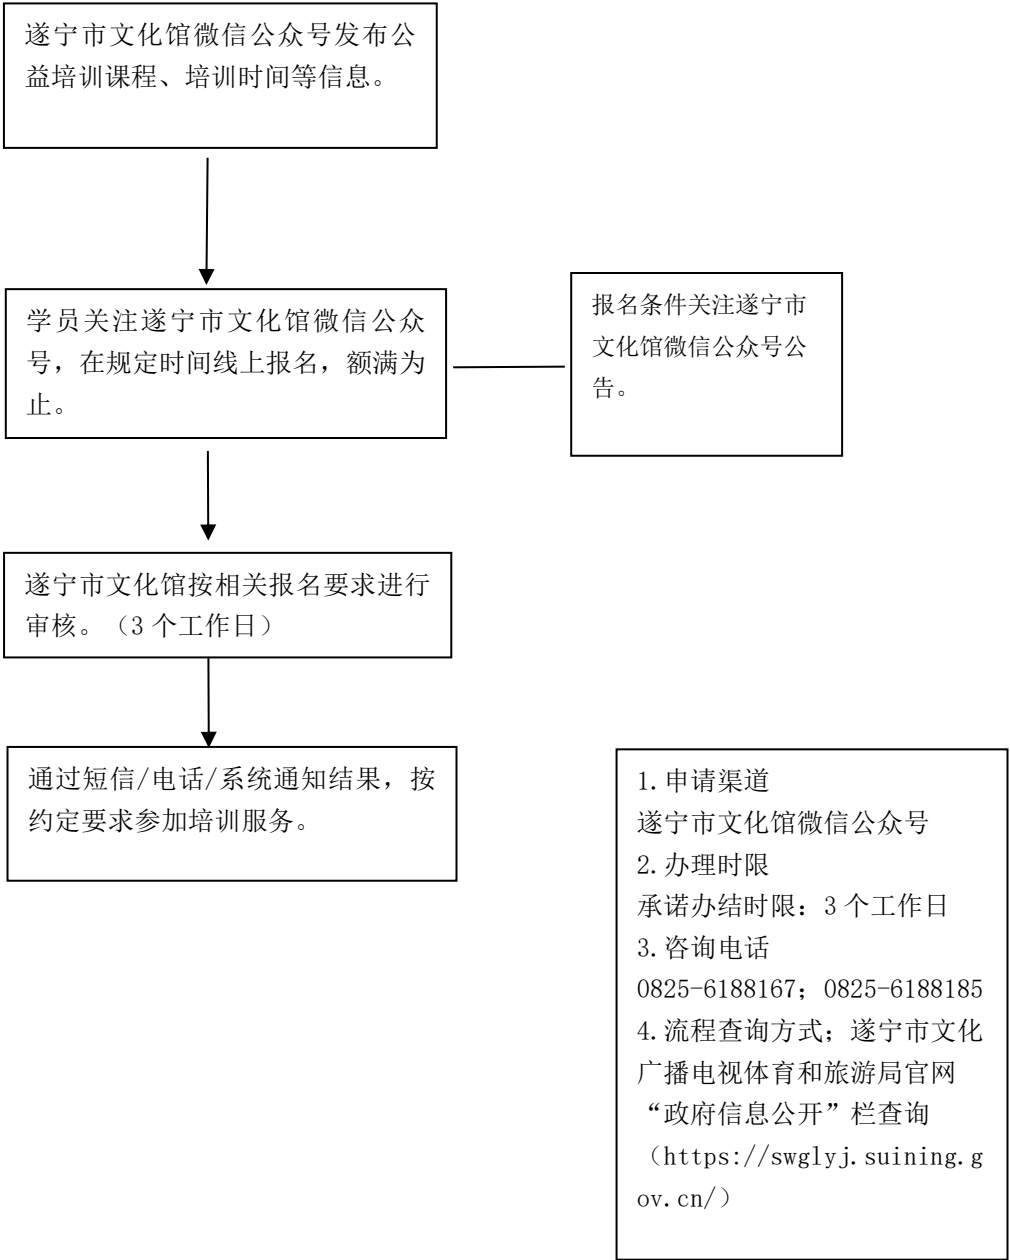 遂宁市文化馆微信公众号发布公
益培训课程、培训时间等信息。
学员关注遂宁市文化馆微信公众
号，在规定时间线上报名，额满为
止。
报名条件关注遂宁市
文化馆微信公众号公
告。
遂宁市文化馆按相关报名要求进行
审核。（3 个工作日）
通过短信/电话/系统通知结果，按
约定要求参加培训服务。
1.申请渠道
遂宁市文化馆微信公众号
2.办理时限
承诺办结时限：3 个工作日
3.咨询电话
0825-6188167；0825-6188185
4.流程查询方式；遂宁市文化
广播电视体育和旅游局官网
“政府信息公开”栏查询
（https://swglyj.suining.g
ov.cn/）